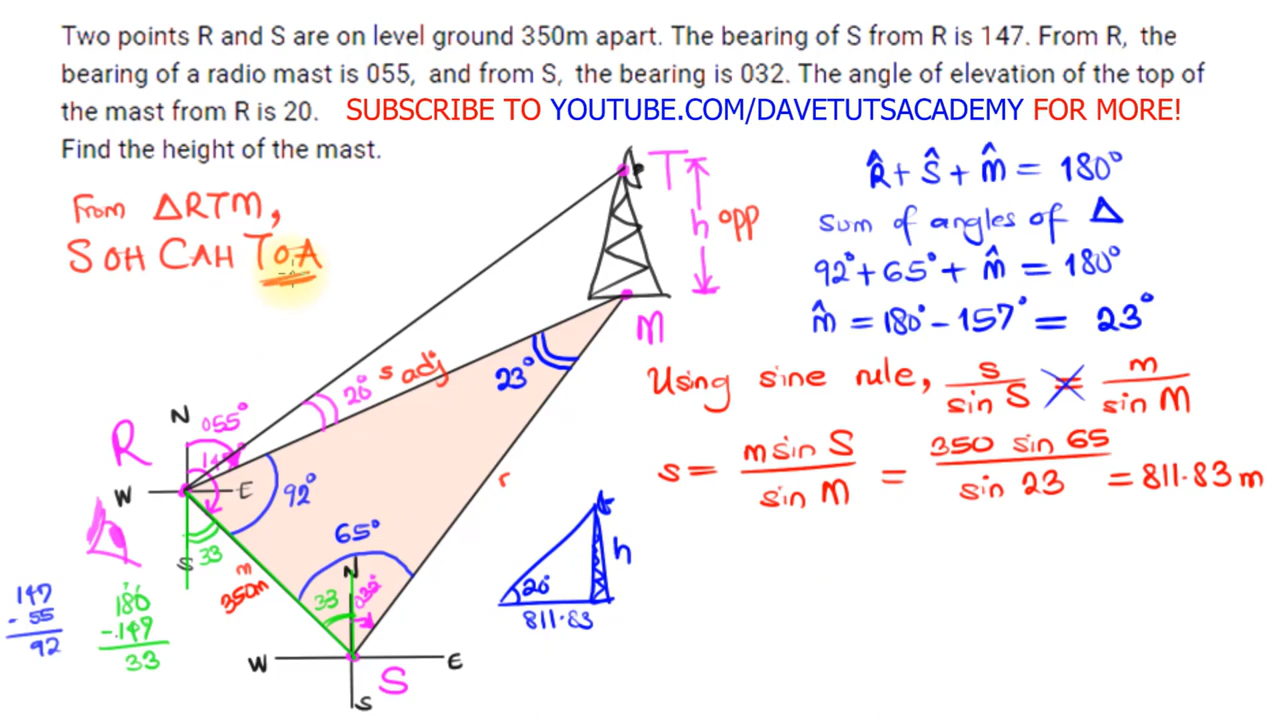 Two points R and S are on level ground 350m apart. The bearing of S from R is 147. From R, the
bearing of a radio mast is 055, and from S, the bearing is 032. The angle of elevation of the top of
the mast from R is 20. SUBSCRIBE TO YOUTUBE.COM/DAVETUTSACADEMY FOR MORE!
Find the height of the mast.
From ΔRTM,
SOH CAH TOA
T
h opp
M
R̂ + Ŝ + m̂ = 180°
Sum of angles of Δ
92° + 65° + m̂ = 180°
m̂ = 180° - 157° = 23°
Using sine rule, s/sin S = m/sin M
s = m sin S/sin M = 350 sin 65/sin 23 = 811.83 m
20° s adj
23°
N
055°
R
W
E
92°
S
33
m
350m
65°
N
33
032°
r
W
E
S
S
147
- 55
92
180
- 147
33
20°
h
811.83